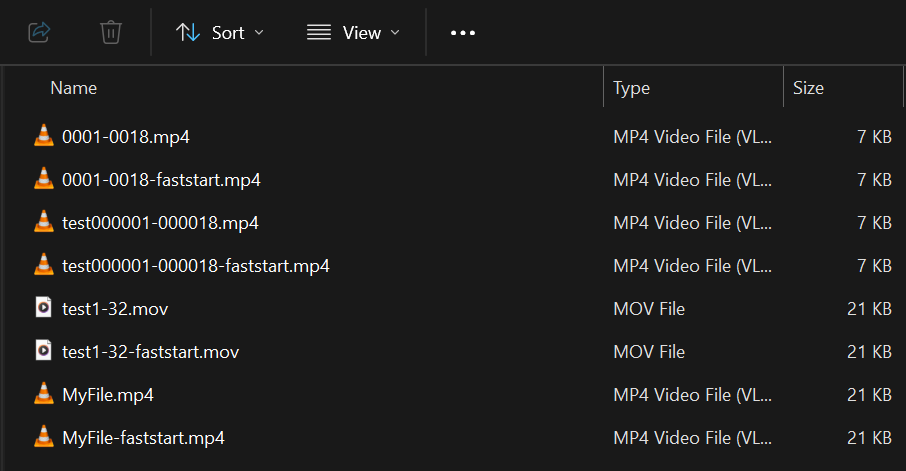 Sort View
Name Type Size
0001-0018.mp4 MP4 Video File (VL... 7 KB
0001-0018-faststart.mp4 MP4 Video File (VL... 7 KB
test000001-000018.mp4 MP4 Video File (VL... 7 KB
test000001-000018-faststart.mp4 MP4 Video File (VL... 7 KB
test1-32.mov MOV File 21 KB
test1-32-faststart.mov MOV File 21 KB
MyFile.mp4 MP4 Video File (VL... 21 KB
MyFile-faststart.mp4 MP4 Video File (VL... 21 KB